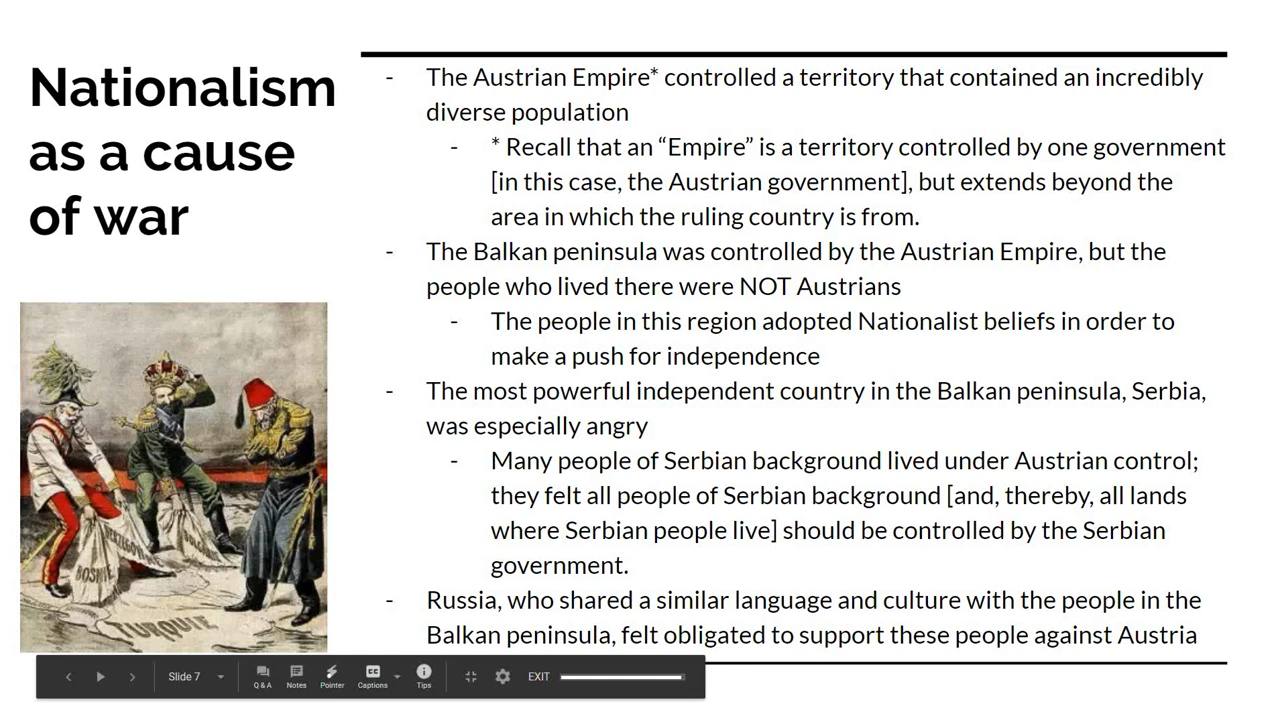 Nationalism
as a cause
of war
- The Austrian Empire* controlled a territory that contained an incredibly
diverse population
- * Recall that an “Empire” is a territory controlled by one government
[in this case, the Austrian government], but extends beyond the
area in which the ruling country is from.
- The Balkan peninsula was controlled by the Austrian Empire, but the
people who lived there were NOT Austrians
- The people in this region adopted Nationalist beliefs in order to
make a push for independence
- The most powerful independent country in the Balkan peninsula, Serbia,
was especially angry
- Many people of Serbian background lived under Austrian control;
they felt all people of Serbian background [and, thereby, all lands
where Serbian people live] should be controlled by the Serbian
government.
- Russia, who shared a similar language and culture with the people in the
Balkan peninsula, felt obligated to support these people against Austria
BOSNIE
TURQUIE
Slide 7
Q & A
Notes
Pointer
CC
Captions
Tips
EXIT